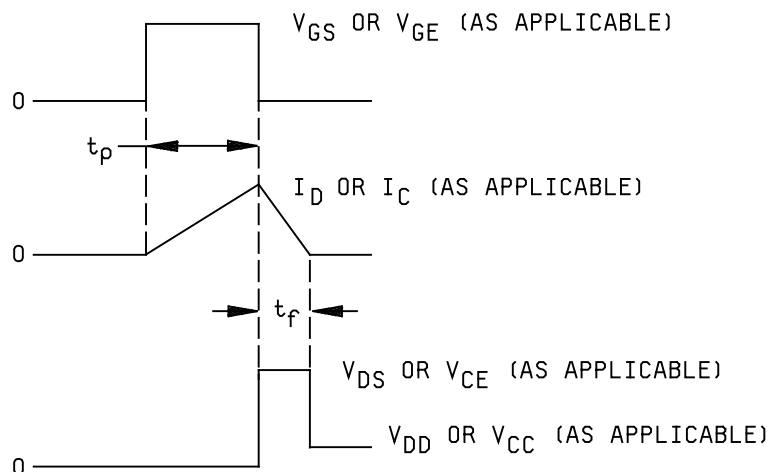 V_GS OR V_GE (AS APPLICABLE)
0
t_p
I_D OR I_C (AS APPLICABLE)
0
t_f
V_DS OR V_CE (AS APPLICABLE)
V_DD OR V_CC (AS APPLICABLE)
0